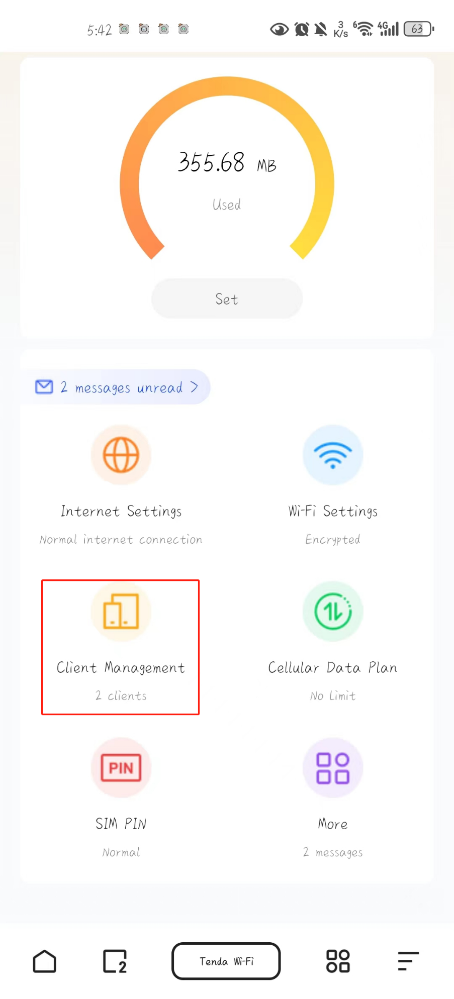 5:42 3 K/s 6 4G 63
355.68 MB
Used
Set
2 messages unread >
Internet Settings Wi-Fi Settings
Normal internet connection Encrypted
Client Management Cellular Data Plan
2 clients No Limit
PIN
SIM PIN More
Normal 2 messages
2 Tenda Wi-Fi